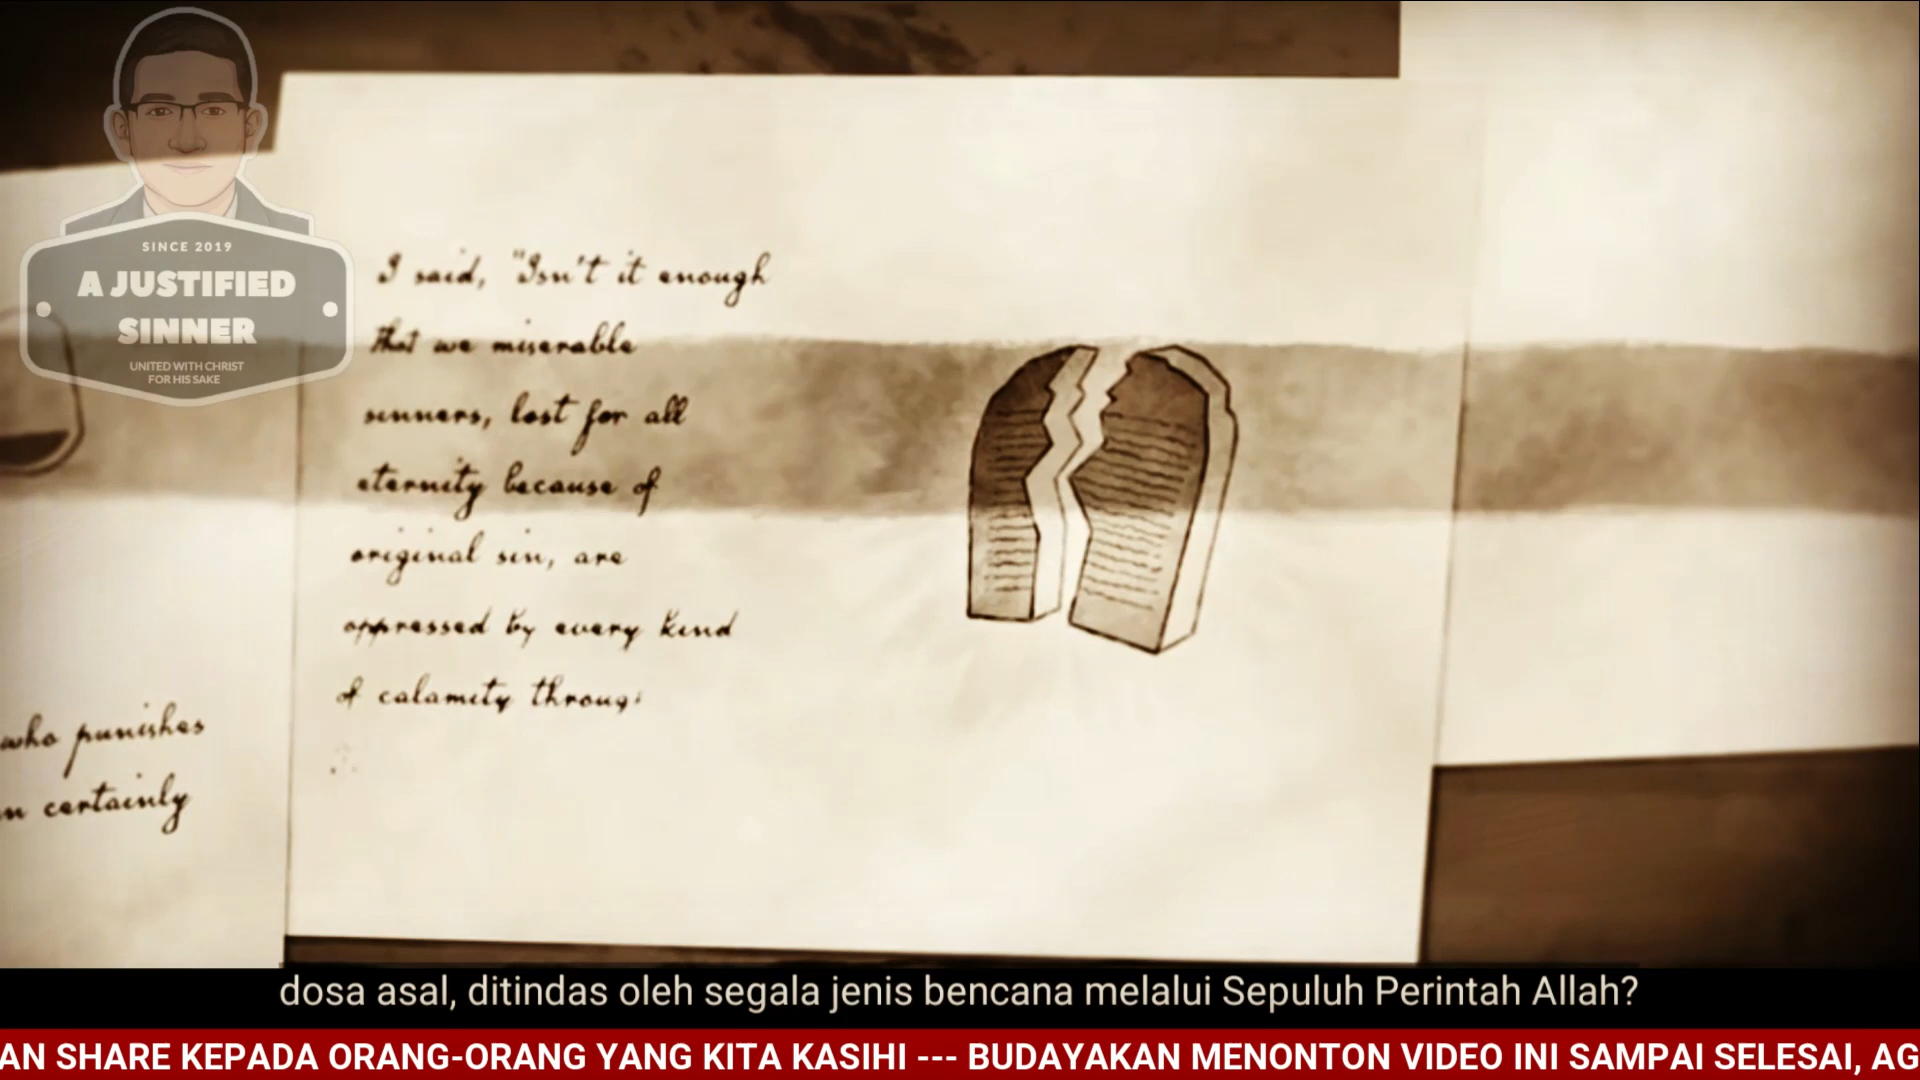 SINCE 2019
A JUSTIFIED
SINNER
UNITED WITH CHRIST
FOR HIS SAKE
I said, "Isn't it enough
that we miserable
sinners, lost for all
eternity because of
original sin, are
oppressed by every kind
of calamity throug
who punishes
certainly
dosa asal, ditindas oleh segala jenis bencana melalui Sepuluh Perintah Allah?
AN SHARE KEPADA ORANG-ORANG YANG KITA KASIHI --- BUDAYAKAN MENONTON VIDEO INI SAMPAI SELESAI, AG